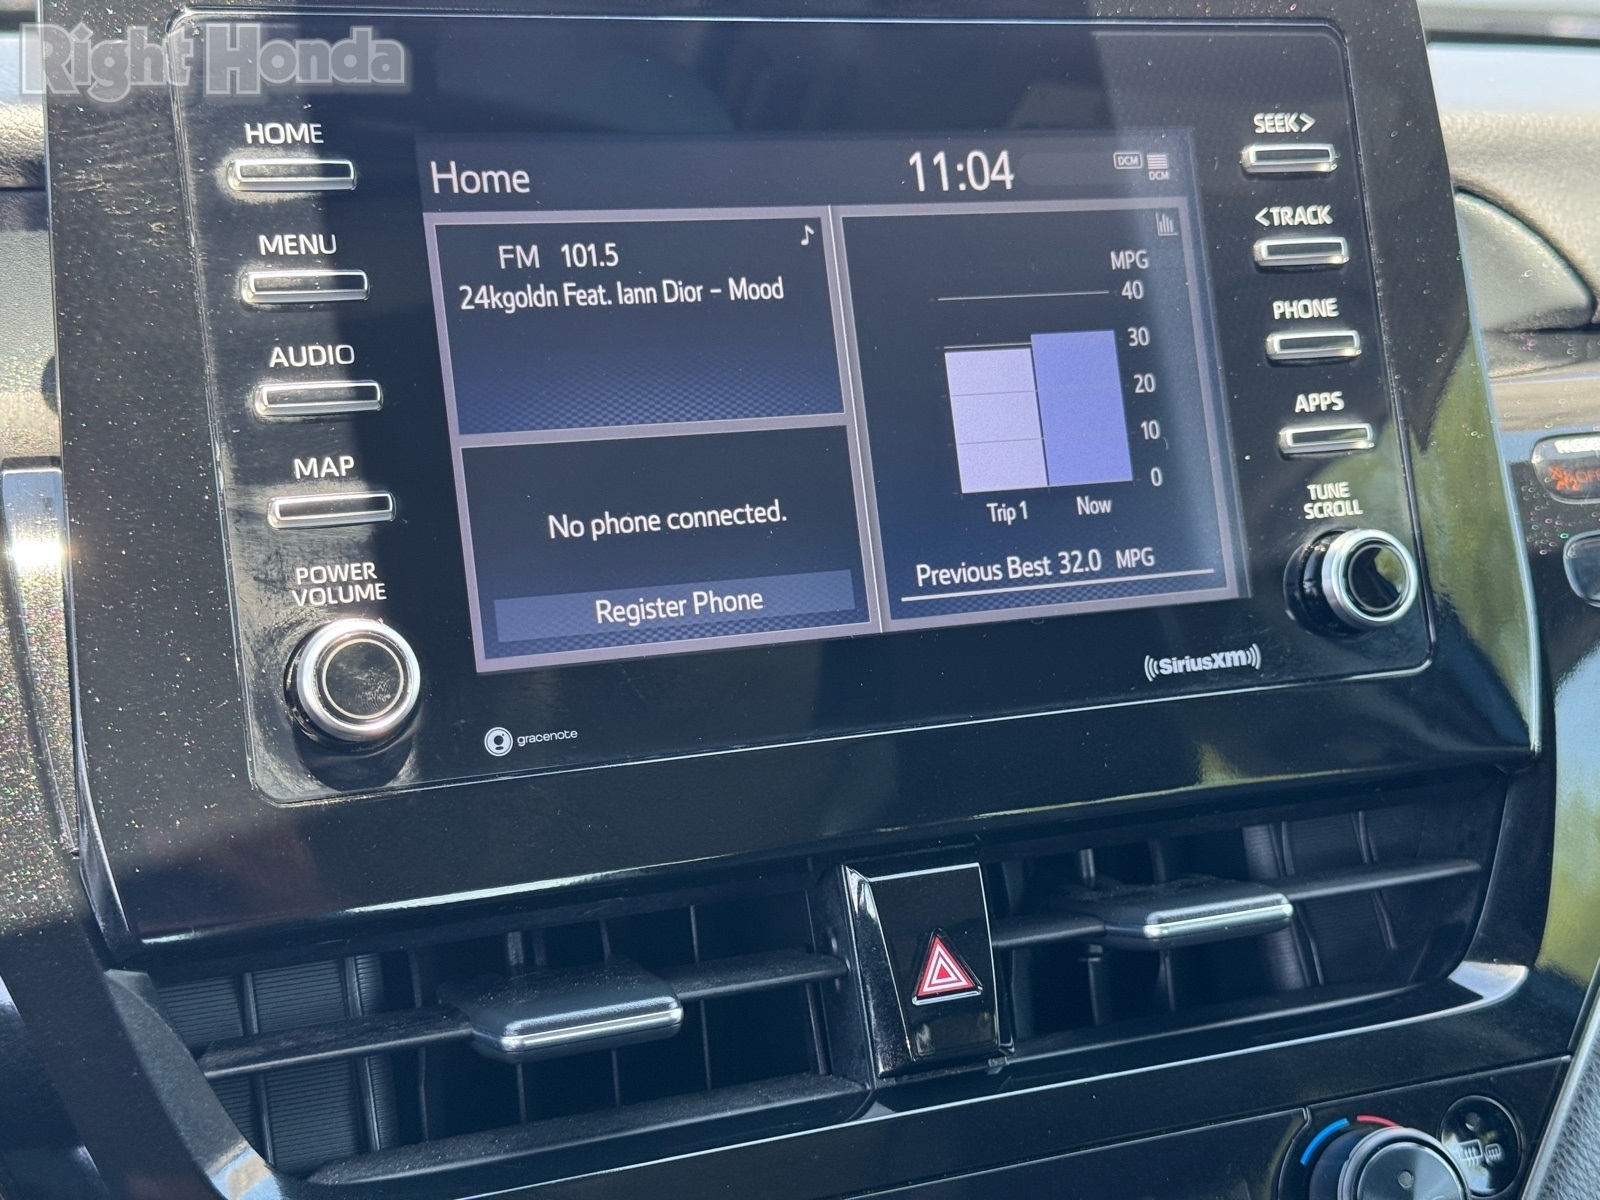 Right Honda
HOME
MENU
AUDIO
MAP
POWER
VOLUME
Home
11:04
DCM
DCM
FM 101.5
24kgoldn Feat. Iann Dior – Mood
No phone connected.
Register Phone
MPG
40
30
20
10
0
Trip 1
Now
Previous Best 32.0 MPG
SEEK>
<TRACK
PHONE
APPS
TUNE
SCROLL
gracenote
((SiriusXM))
OFF